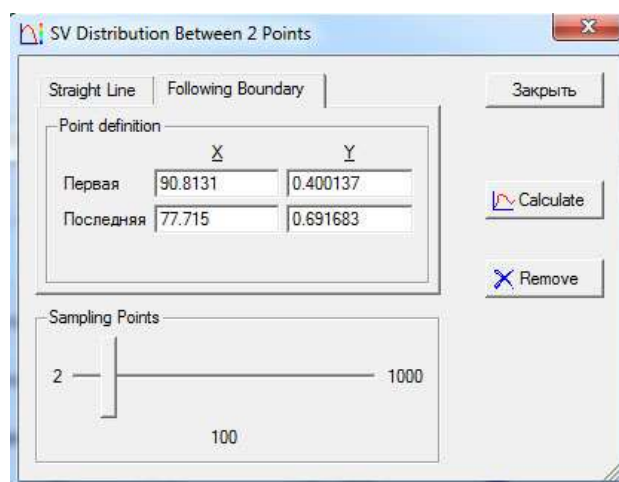 SV Distribution Between 2 Points
Straight Line Following Boundary
Закрыть
Point definition
X Y
Первая 90.8131 0.400137
Последняя 77.715 0.691683
Calculate
Remove
Sampling Points
2 1000
100